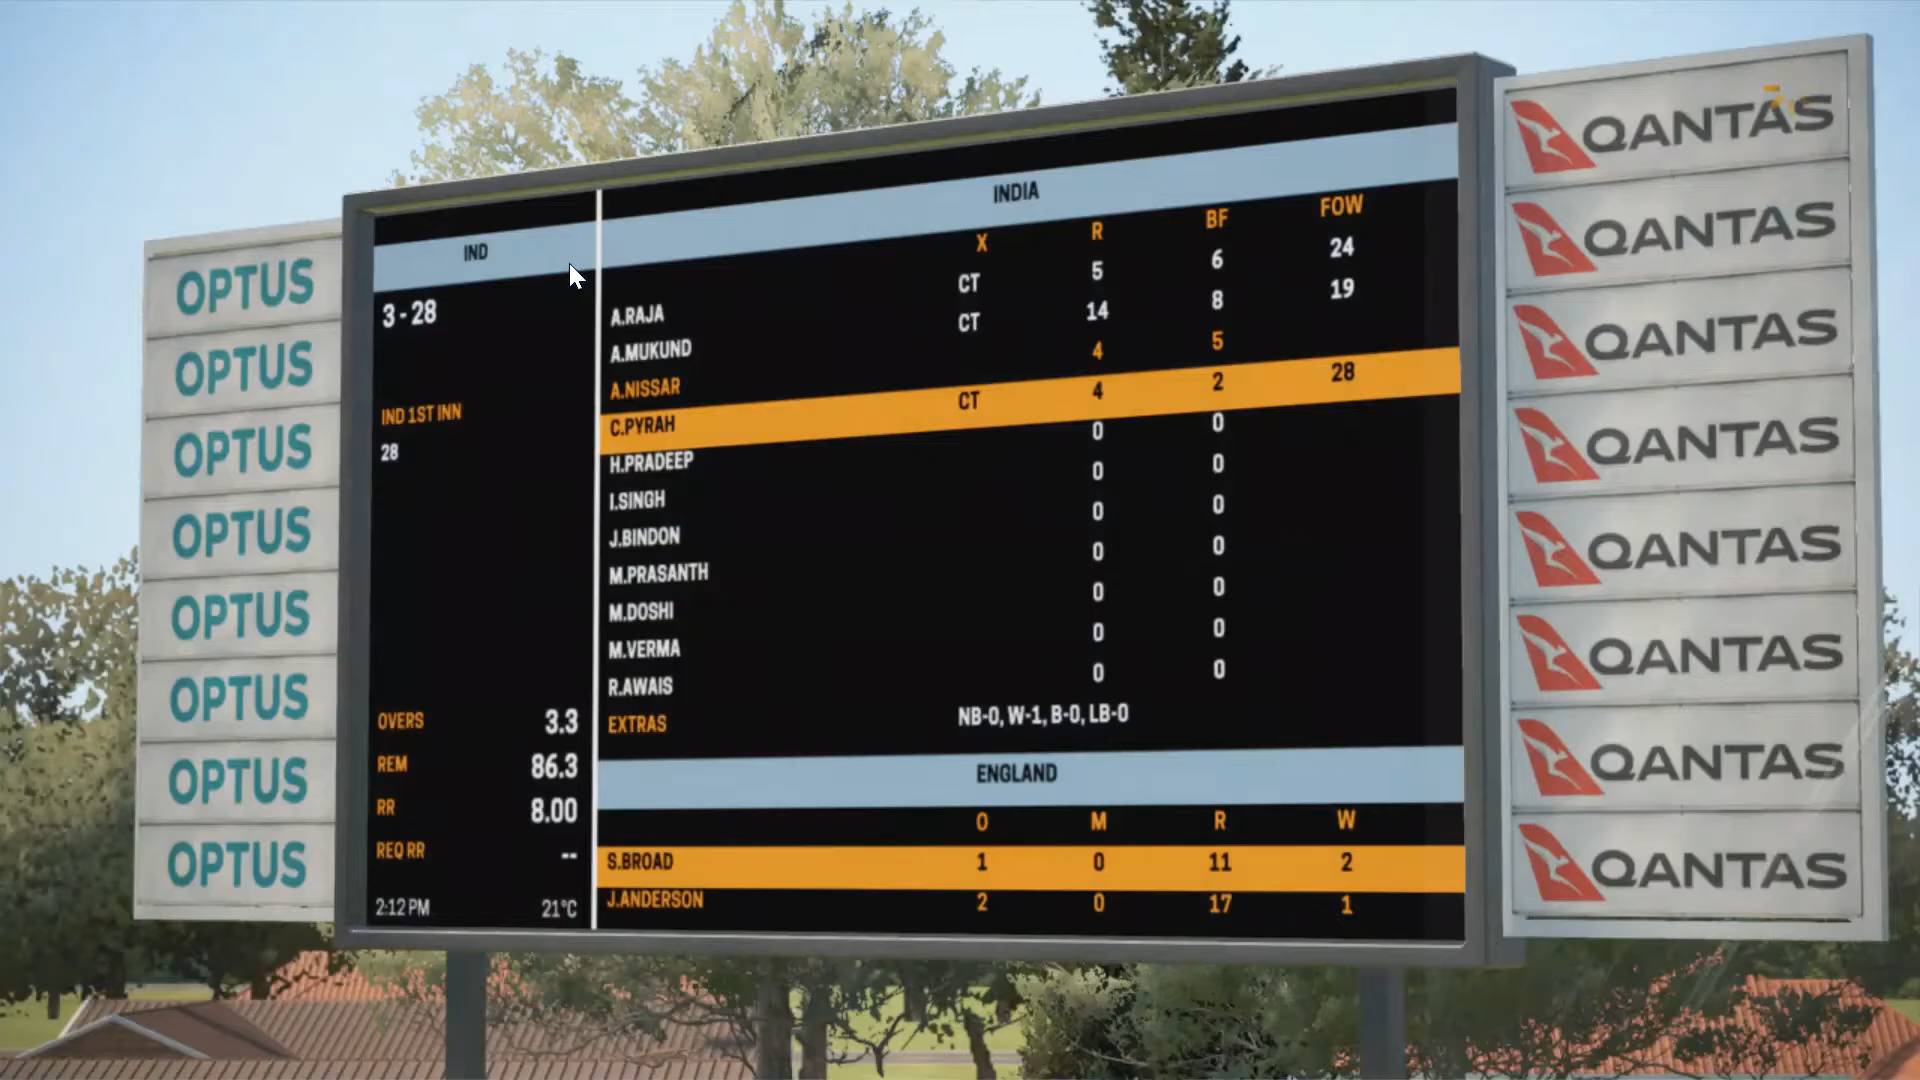 IND
3 - 28
IND 1ST INN
28
OVERS 3.3
REM 86.3
RR 8.00
REQ RR --
2:12 PM 21°C
INDIA
X R BF FOW
A.RAJA CT 5 6 24
A.MUKUND CT 14 8 19
A.NISSAR 4 5
C.PYRAH CT 4 2 28
H.PRADEEP 0 0
I.SINGH 0 0
J.BINDON 0 0
M.PRASANTH 0 0
M.DOSHI 0 0
M.VERMA 0 0
R.AWAIS 0 0
EXTRAS NB-0, W-1, B-0, LB-0
ENGLAND
O M R W
S.BROAD 1 0 11 2
J.ANDERSON 2 0 17 1
OPTUS
OPTUS
OPTUS
OPTUS
OPTUS
OPTUS
OPTUS
OPTUS
QANTAS
QANTAS
QANTAS
QANTAS
QANTAS
QANTAS
QANTAS
QANTAS